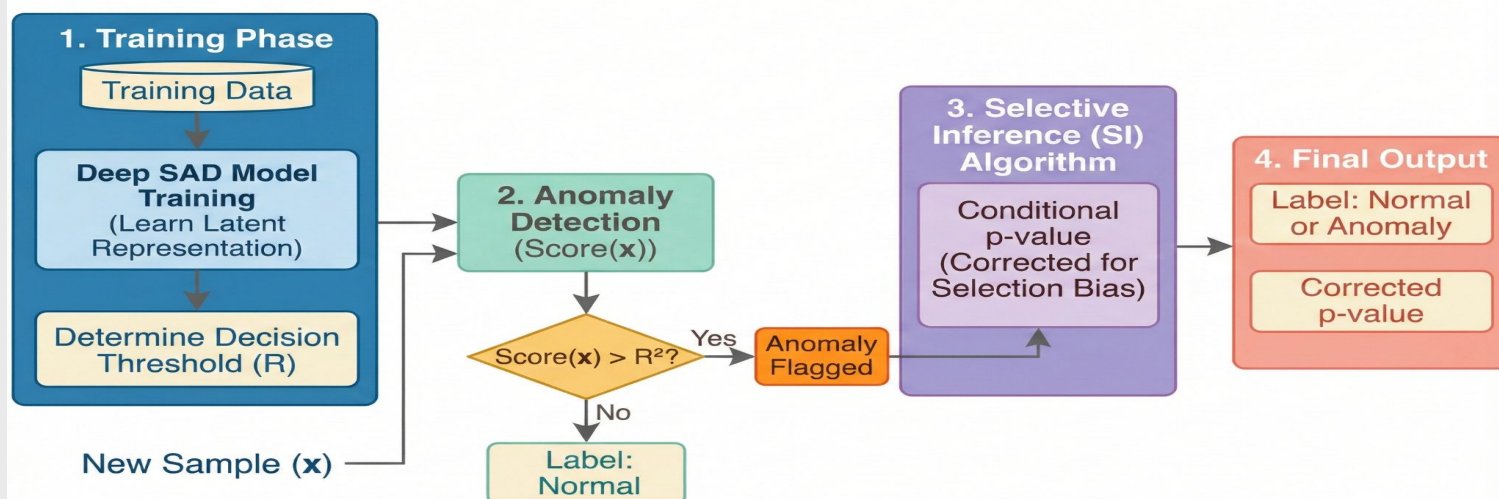 1. Training Phase
Training Data
Deep SAD Model
Training
(Learn Latent
Representation)
Determine Decision
Threshold (R)
New Sample (x)
2. Anomaly
Detection
(Score(x))
Score(x) > R²?
Yes
No
Label:
Normal
Anomaly
Flagged
3. Selective
Inference (SI)
Algorithm
Conditional
p-value
(Corrected for
Selection Bias)
4. Final Output
Label: Normal
or Anomaly
Corrected
p-value